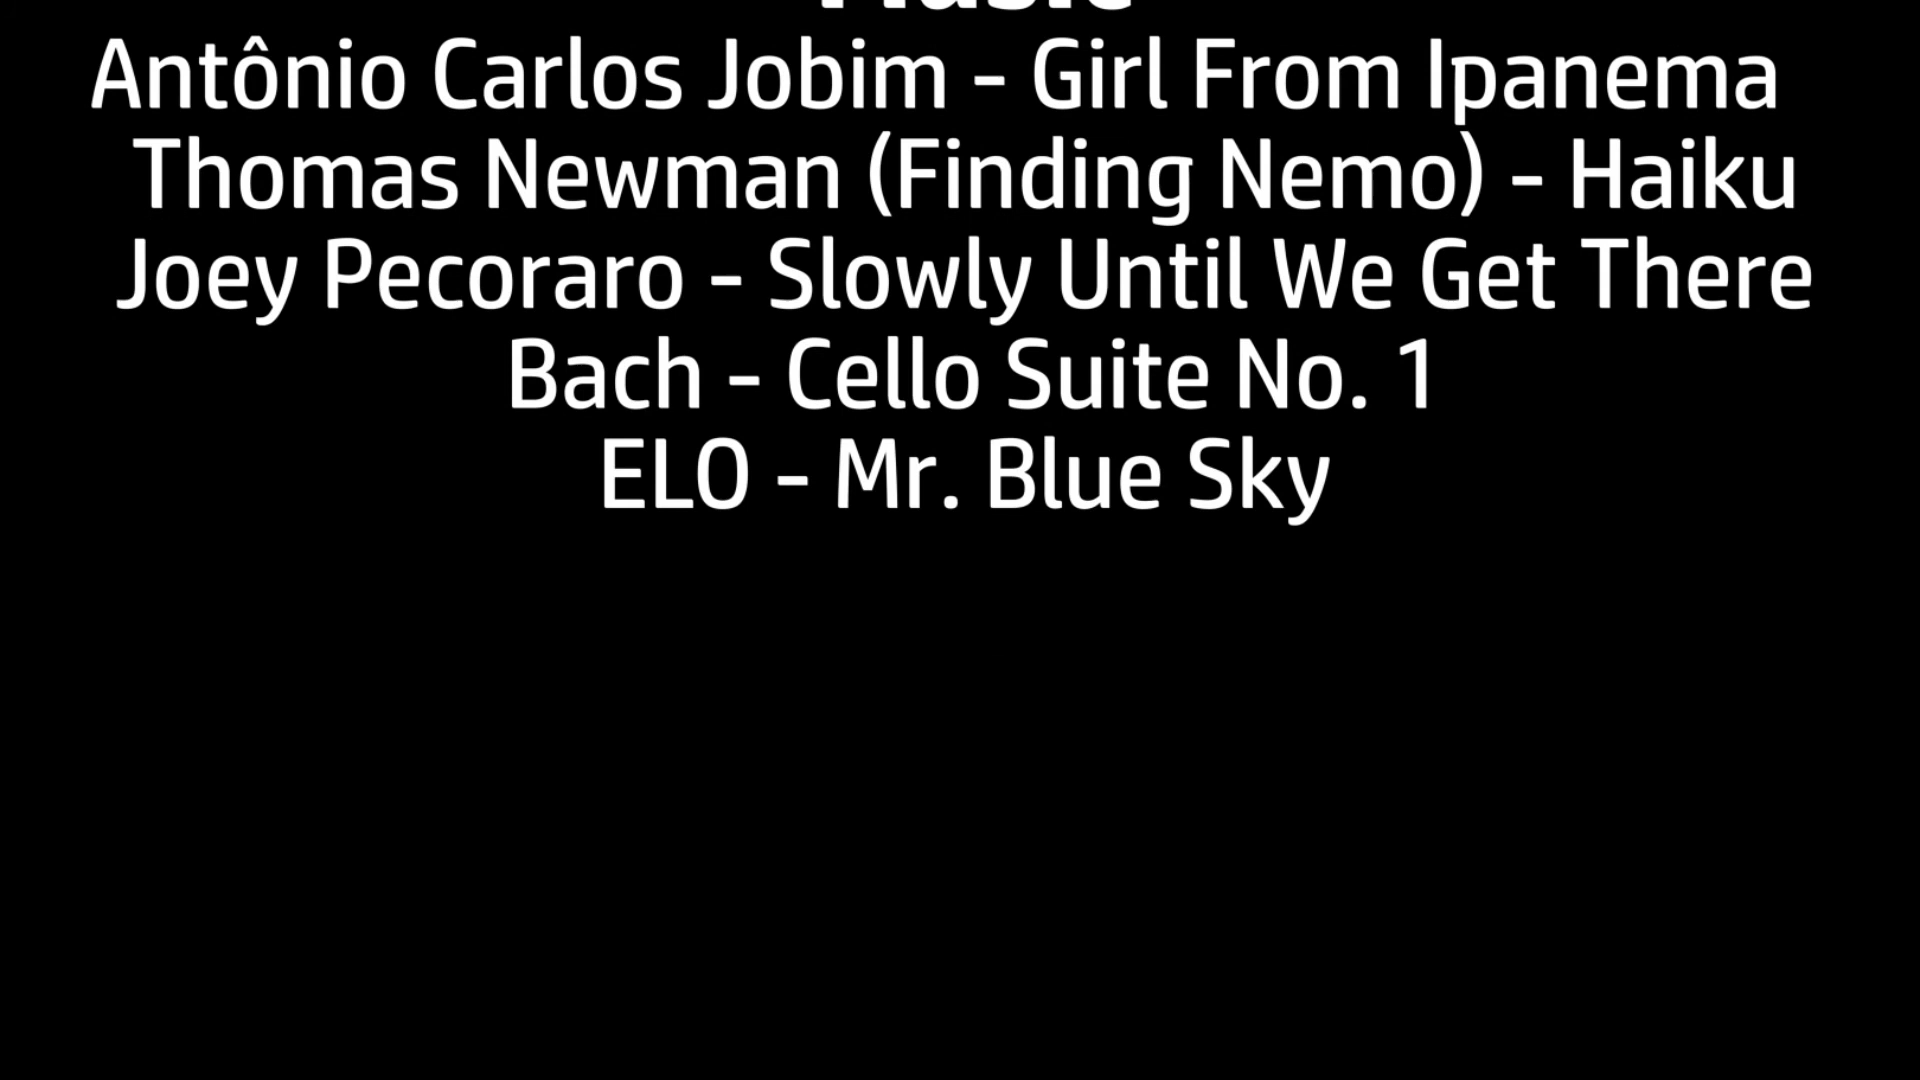 Music
Antônio Carlos Jobim - Girl From Ipanema
Thomas Newman (Finding Nemo) - Haiku
Joey Pecoraro - Slowly Until We Get There
Bach - Cello Suite No. 1
ELO - Mr. Blue Sky